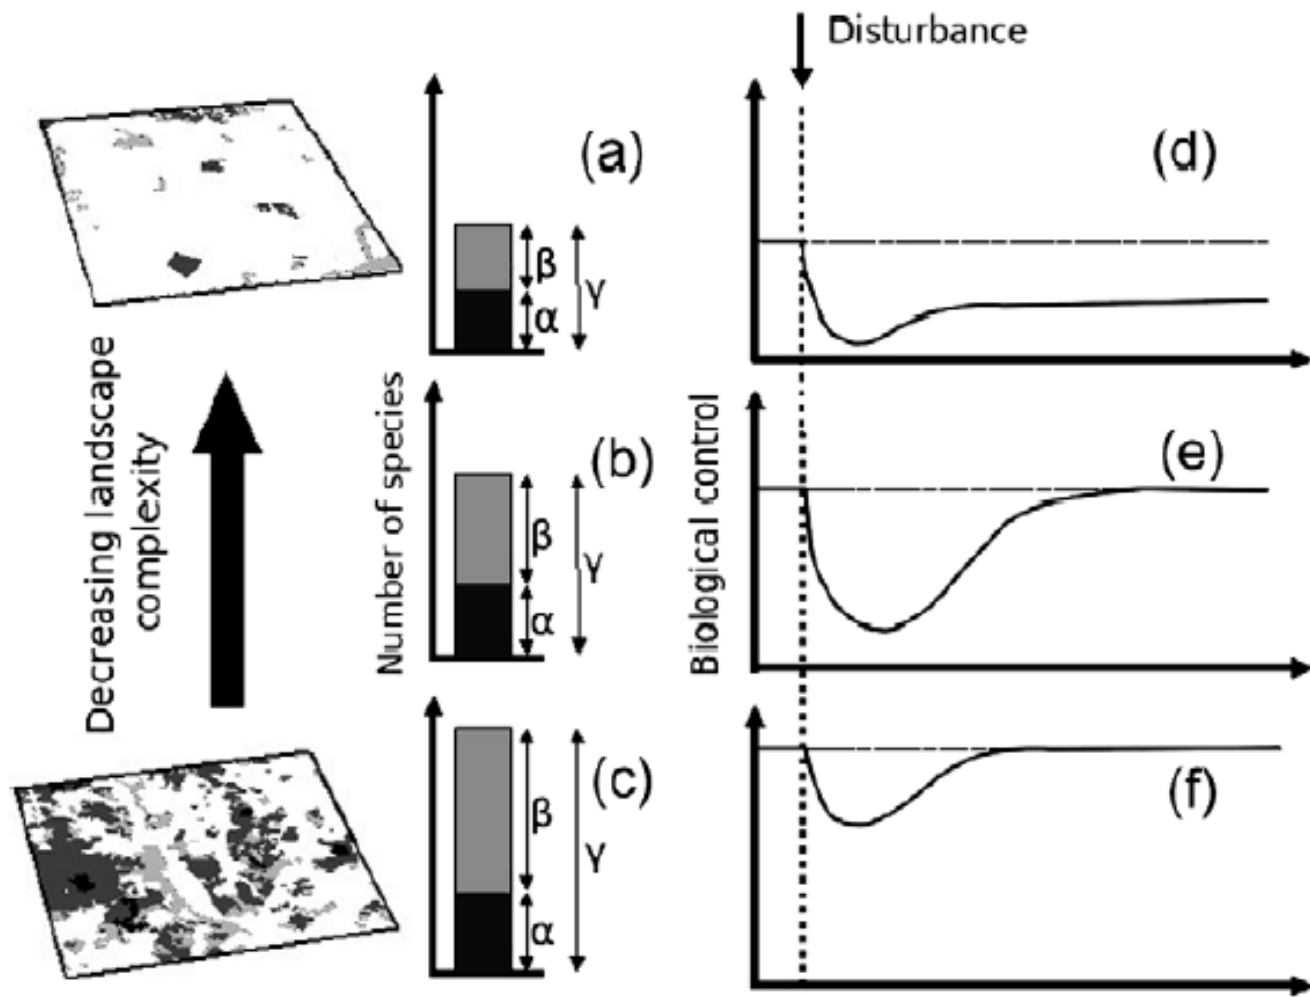 Disturbance
(a)
β
α
γ
(d)
Decreasing landscape
complexity
Number of species
(b)
β
α
γ
Biological control
(e)
(c)
β
α
γ
(f)